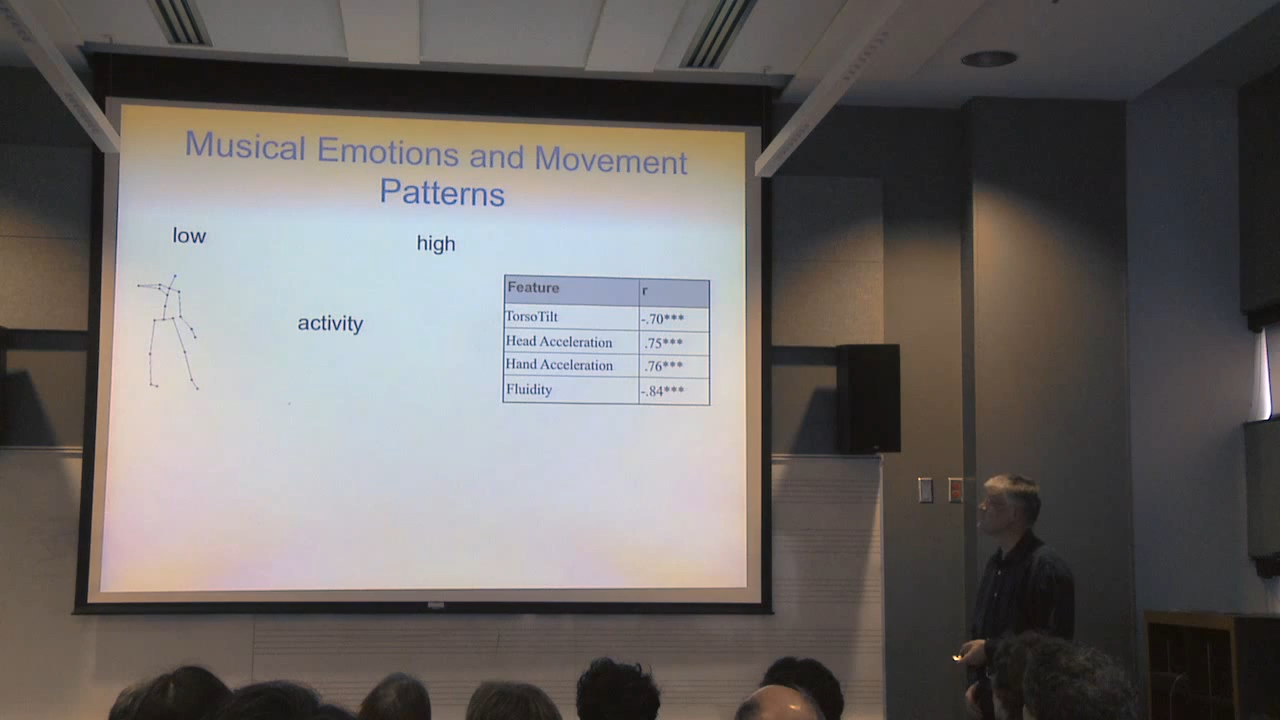 Musical Emotions and Movement
Patterns
low
high
activity
Feature r
TorsoTilt -.70***
Head Acceleration .75***
Hand Acceleration .76***
Fluidity -.84***